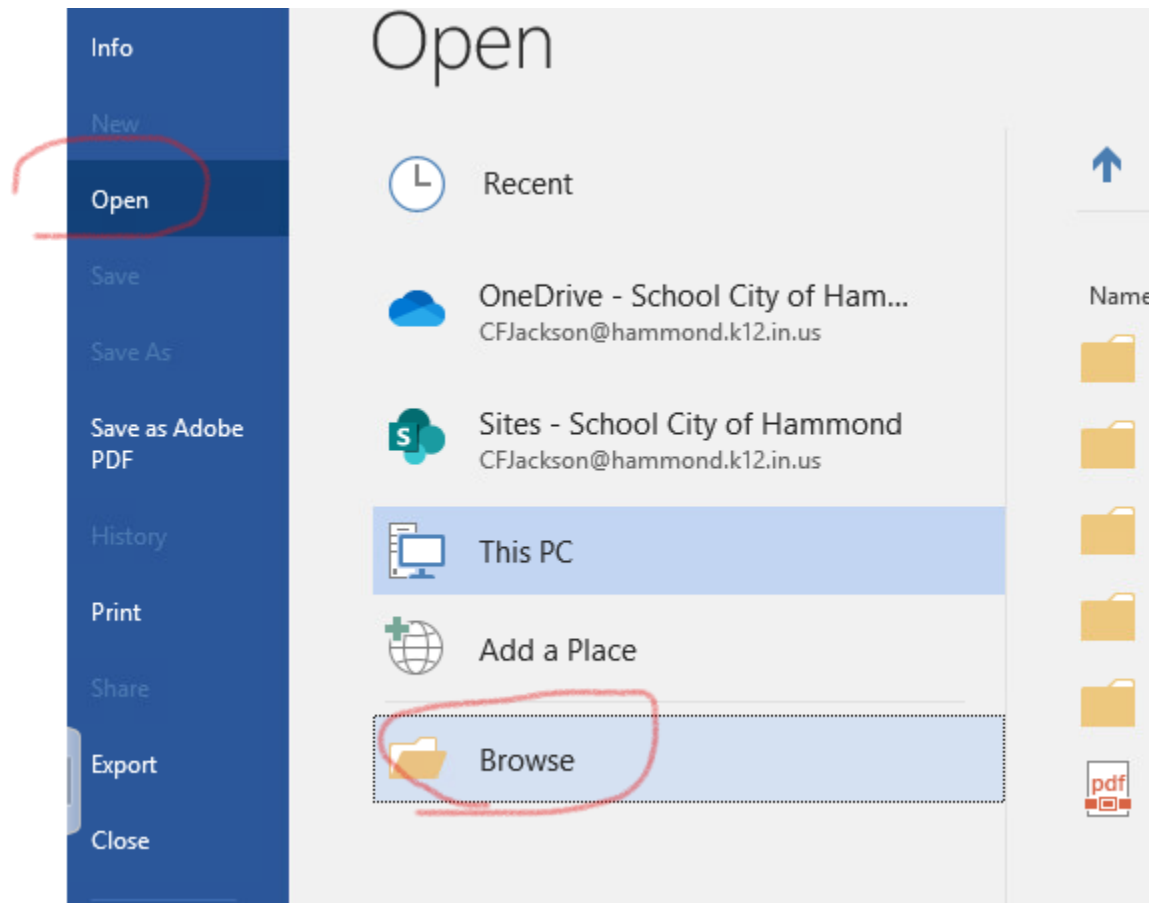 Info
New
Open
Save
Save As
Save as Adobe
PDF
History
Print
Share
Export
Close
Open
Recent
OneDrive - School City of Ham...
CFJackson@hammond.k12.in.us
S
Sites - School City of Hammond
CFJackson@hammond.k12.in.us
This PC
Add a Place
Browse
Name
pdf